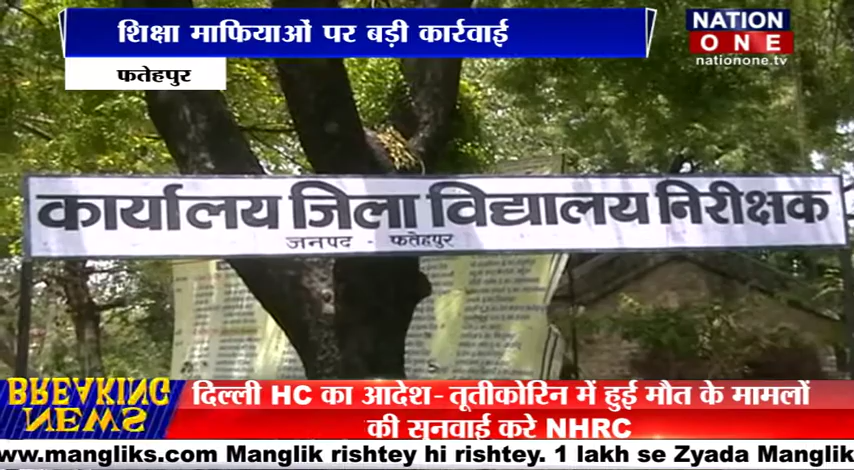 शिक्षा माफियाओं पर बड़ी कार्रवाई
NATION
ONE
nationone.tv
फतेहपुर
कार्यालय जिला विद्यालय निरीक्षक
जनपद - फतेहपुर
BREAKING
NEWS
दिल्ली HC का आदेश- तूतीकोरिन में हुई मौत के मामलों
की सुनवाई करे NHRC
www.mangliks.com Manglik rishtey hi rishtey. 1 lakh se Zyada Manglik